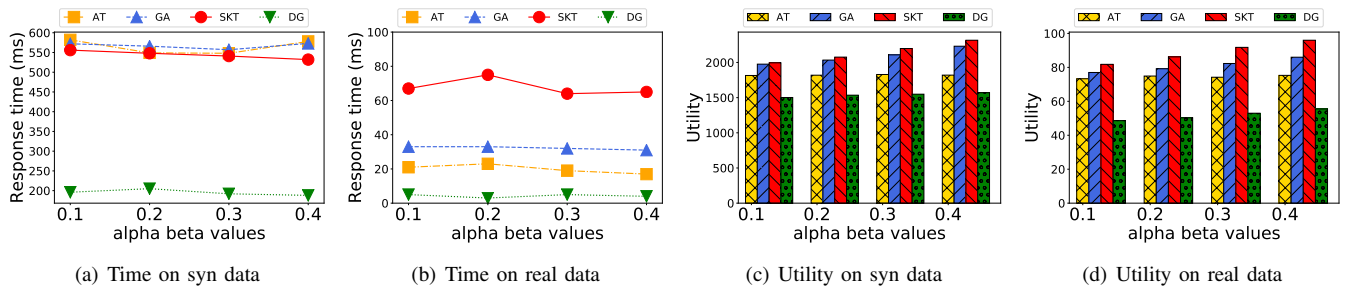 AT GA SKT DG
600
550
500
450
400
350
300
250
200
Response time (ms)
0.1 0.2 0.3 0.4
alpha beta values
(a) Time on syn data
AT GA SKT DG
100
80
60
40
20
0
Response time (ms)
0.1 0.2 0.3 0.4
alpha beta values
(b) Time on real data
AT GA SKT DG
2000
1500
1000
500
0
Utility
0.1 0.2 0.3 0.4
alpha beta values
(c) Utility on syn data
AT GA SKT DG
100
80
60
40
20
0
Utility
0.1 0.2 0.3 0.4
alpha beta values
(d) Utility on real data